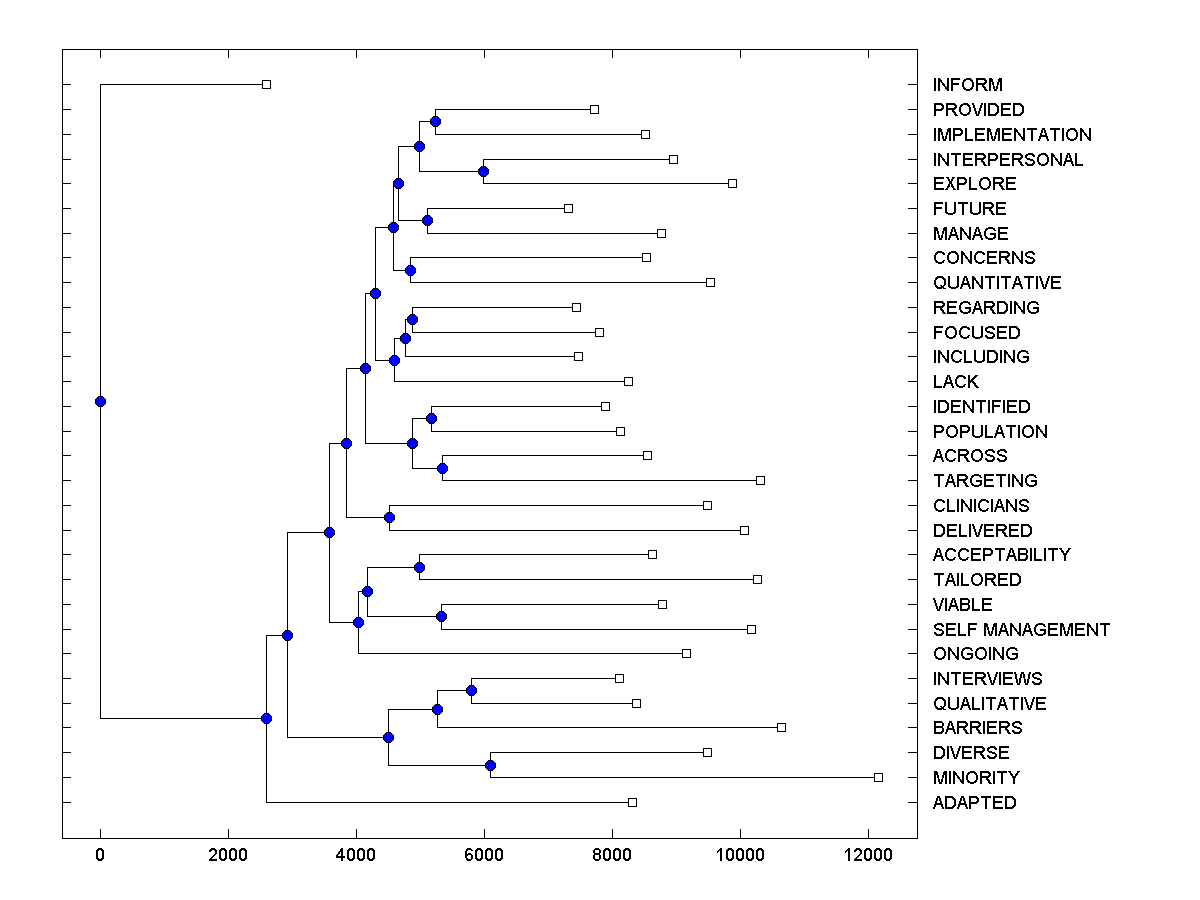 INFORM
PROVIDED
IMPLEMENTATION
INTERPERSONAL
EXPLORE
FUTURE
MANAGE
CONCERNS
QUANTITATIVE
REGARDING
FOCUSED
INCLUDING
LACK
IDENTIFIED
POPULATION
ACROSS
TARGETING
CLINICIANS
DELIVERED
ACCEPTABILITY
TAILORED
VIABLE
SELF MANAGEMENT
ONGOING
INTERVIEWS
QUALITATIVE
BARRIERS
DIVERSE
MINORITY
ADAPTED
0 2000 4000 6000 8000 10000 12000